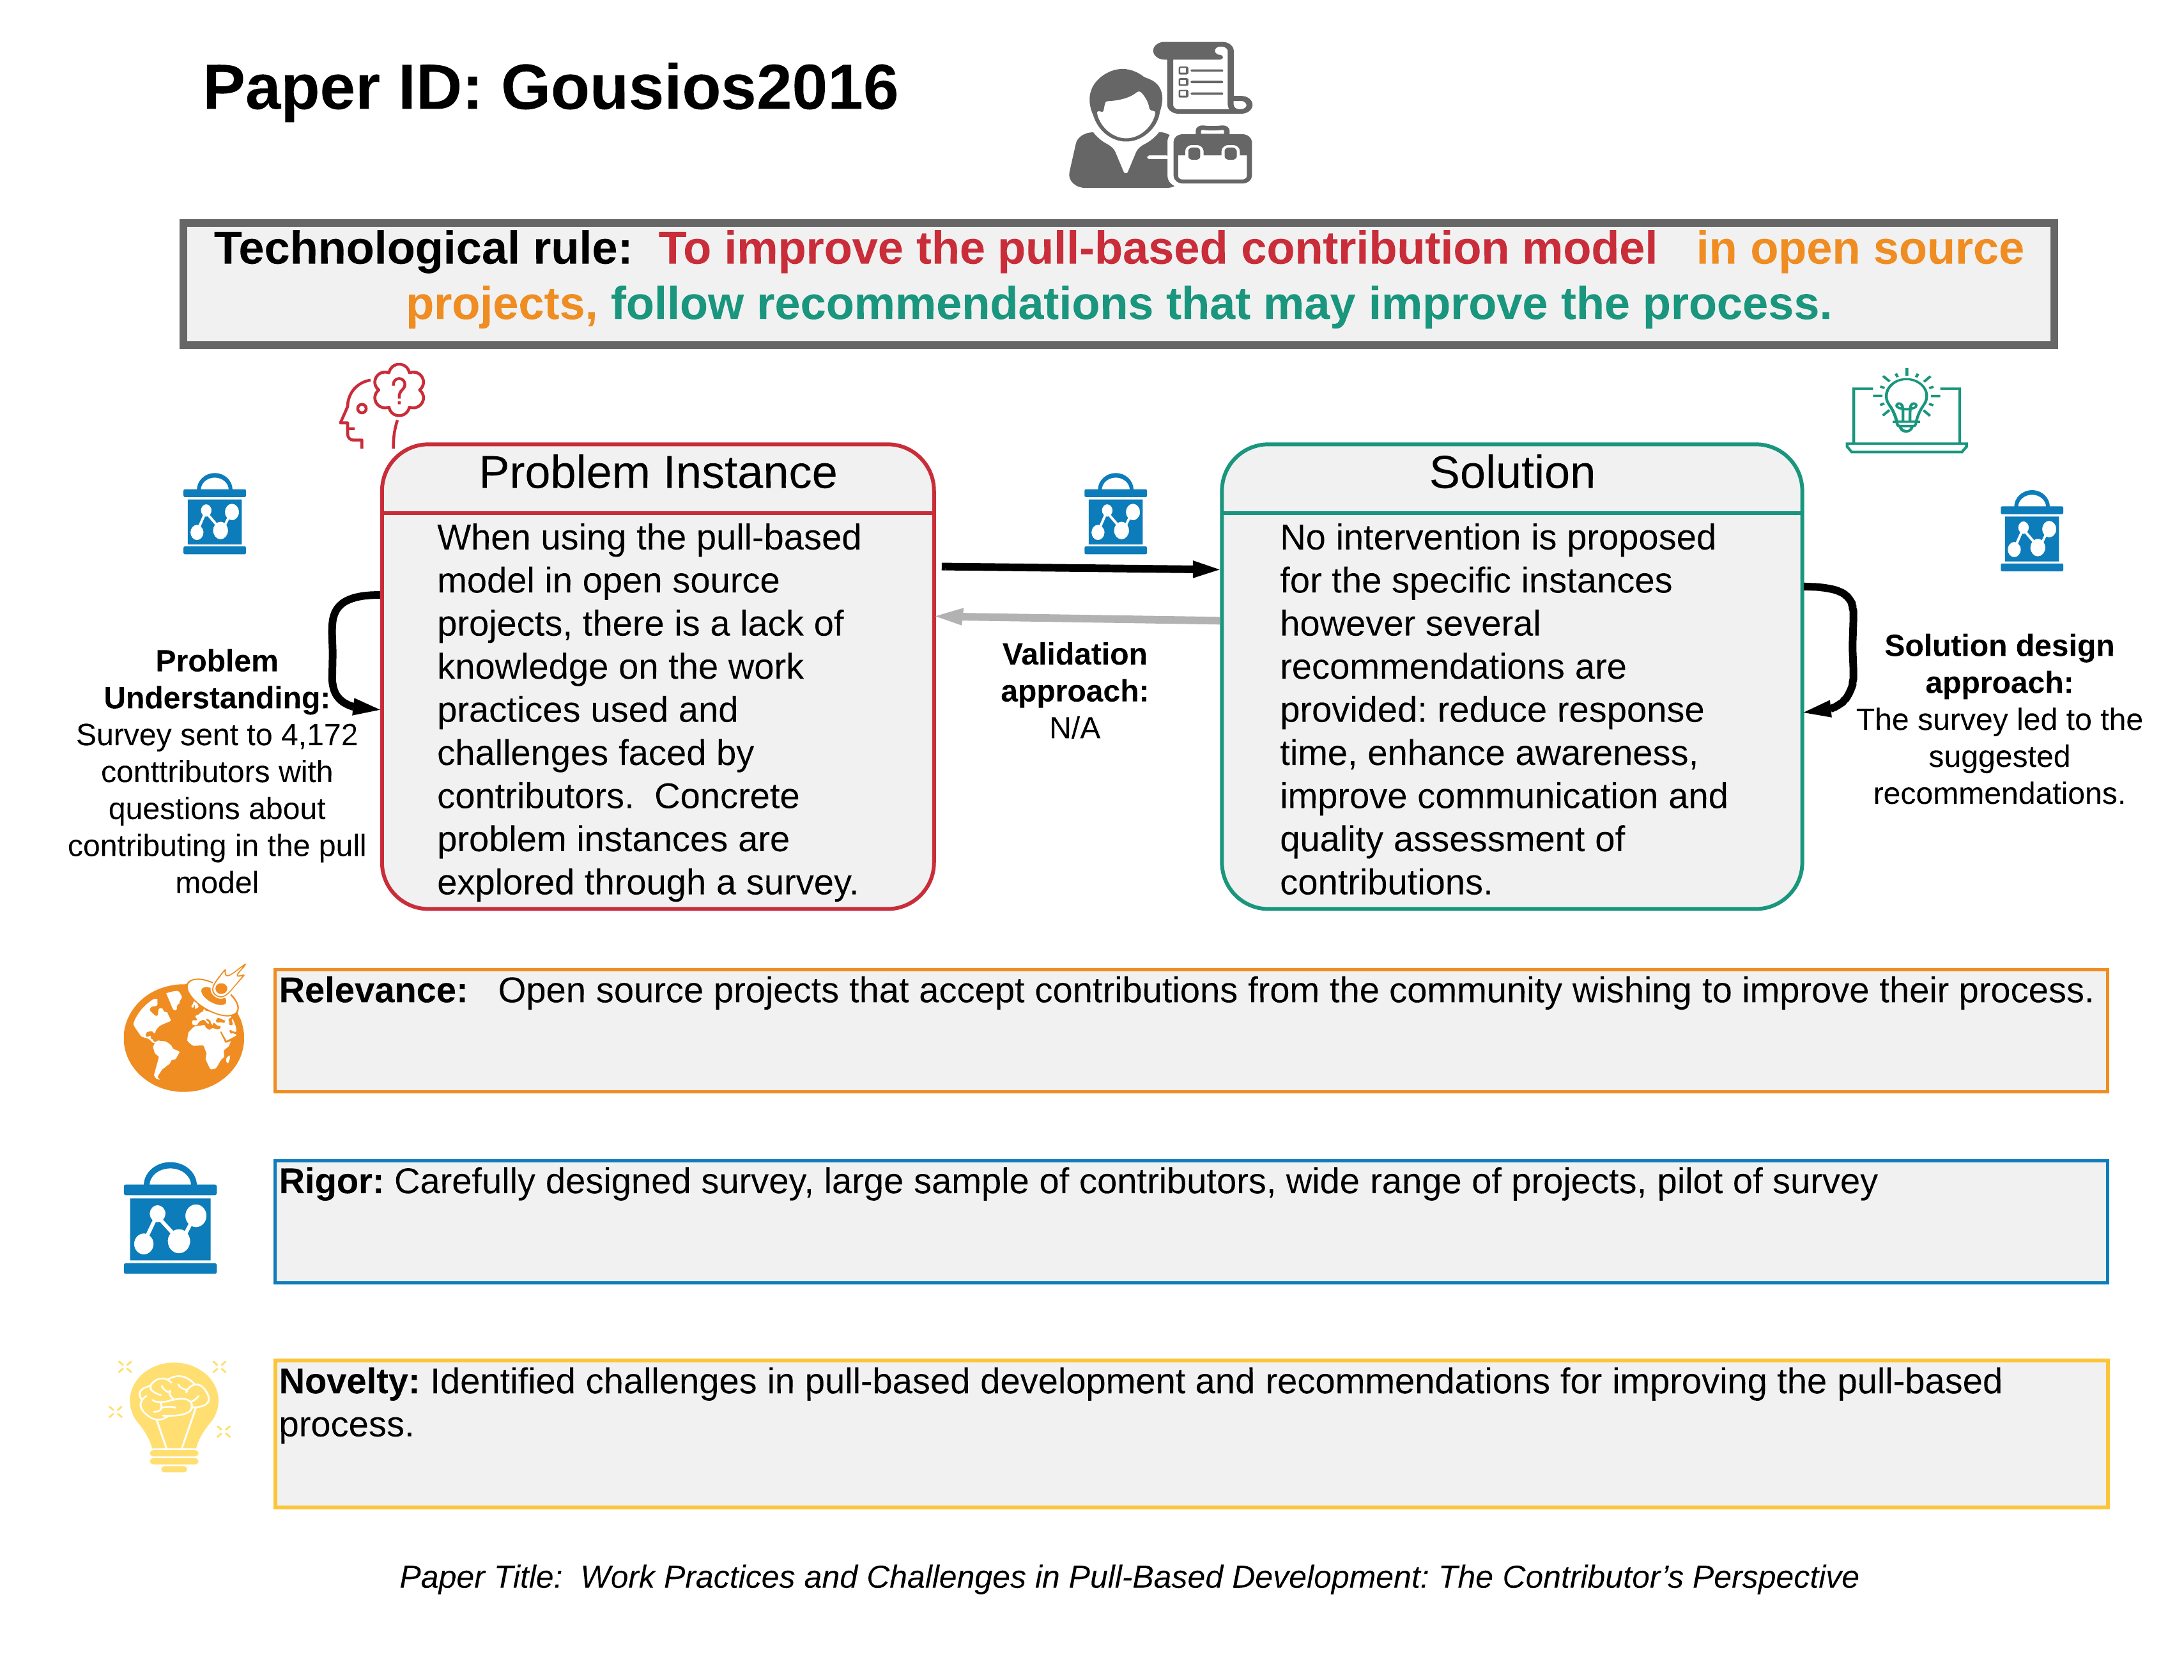 Paper ID: Gousios2016
Technological rule:  To improve the pull-based contribution model   in open source
projects, follow recommendations that may improve the process.
Problem Instance
When using the pull-based
model in open source
projects, there is a lack of
knowledge on the work
practices used and
challenges faced by
contributors.  Concrete
problem instances are
explored through a survey.
Solution
No intervention is proposed
for the specific instances
however several
recommendations are
provided: reduce response
time, enhance awareness,
improve communication and
quality assessment of
contributions.
Problem
Understanding:
Survey sent to 4,172
conttributors with
questions about
contributing in the pull
model
Validation
approach:
N/A
Solution design
approach:
The survey led to the
suggested
recommendations.
Relevance:   Open source projects that accept contributions from the community wishing to improve their process.
Rigor: Carefully designed survey, large sample of contributors, wide range of projects, pilot of survey
Novelty: Identified challenges in pull-based development and recommendations for improving the pull-based
process.
Paper Title:  Work Practices and Challenges in Pull-Based Development: The Contributor’s Perspective